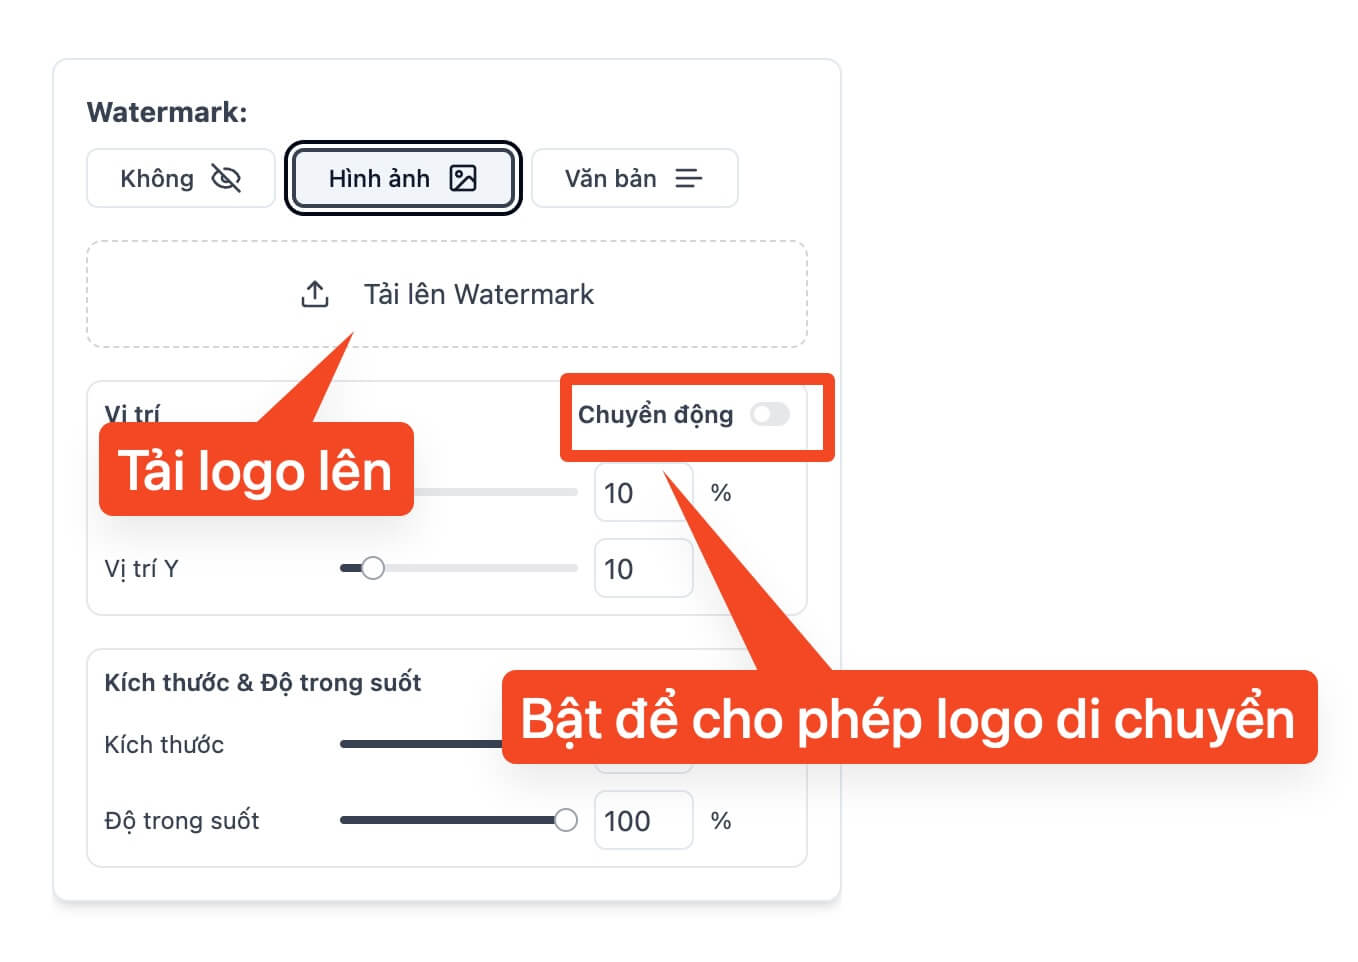 Watermark:
Không
Hình ảnh
Văn bản
Tải lên Watermark
Vị trí
Chuyển động
Tải logo lên
10 %
Vị trí Y
10
Kích thước & Độ trong suốt
Bật để cho phép logo di chuyển
Kích thước
Độ trong suốt
100 %